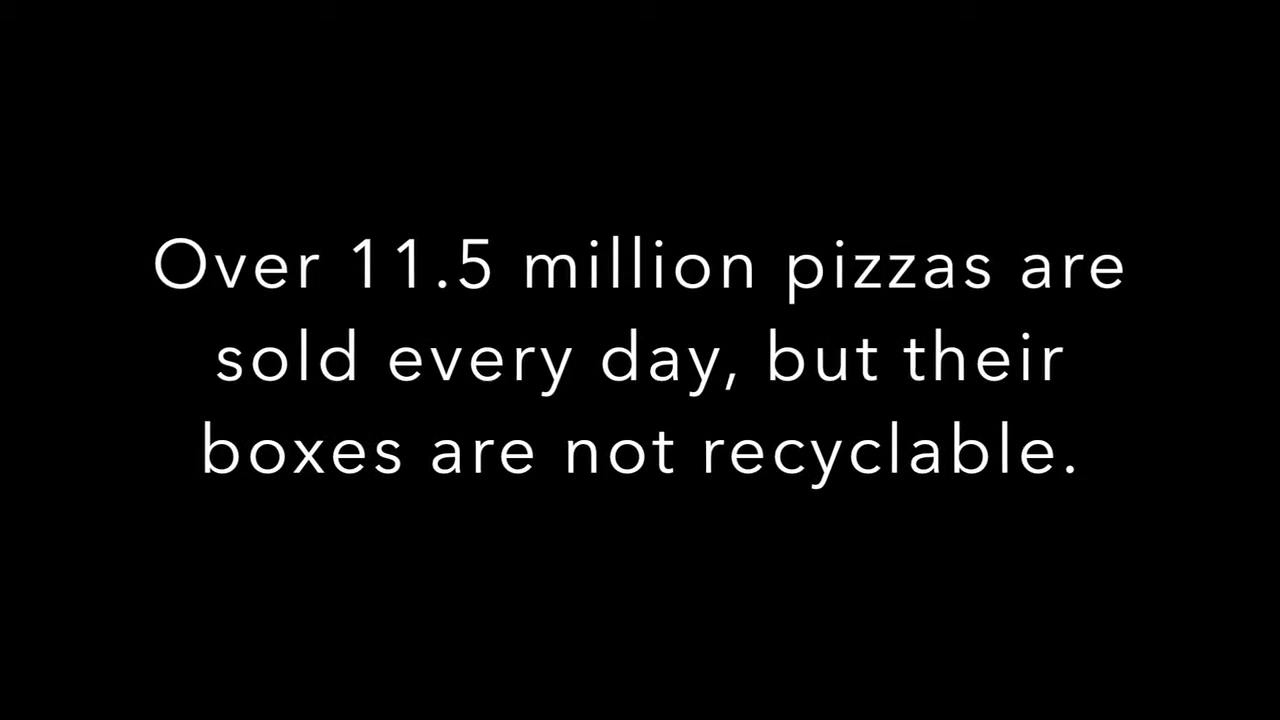 Over 11.5 million pizzas are
sold every day, but their
boxes are not recyclable.